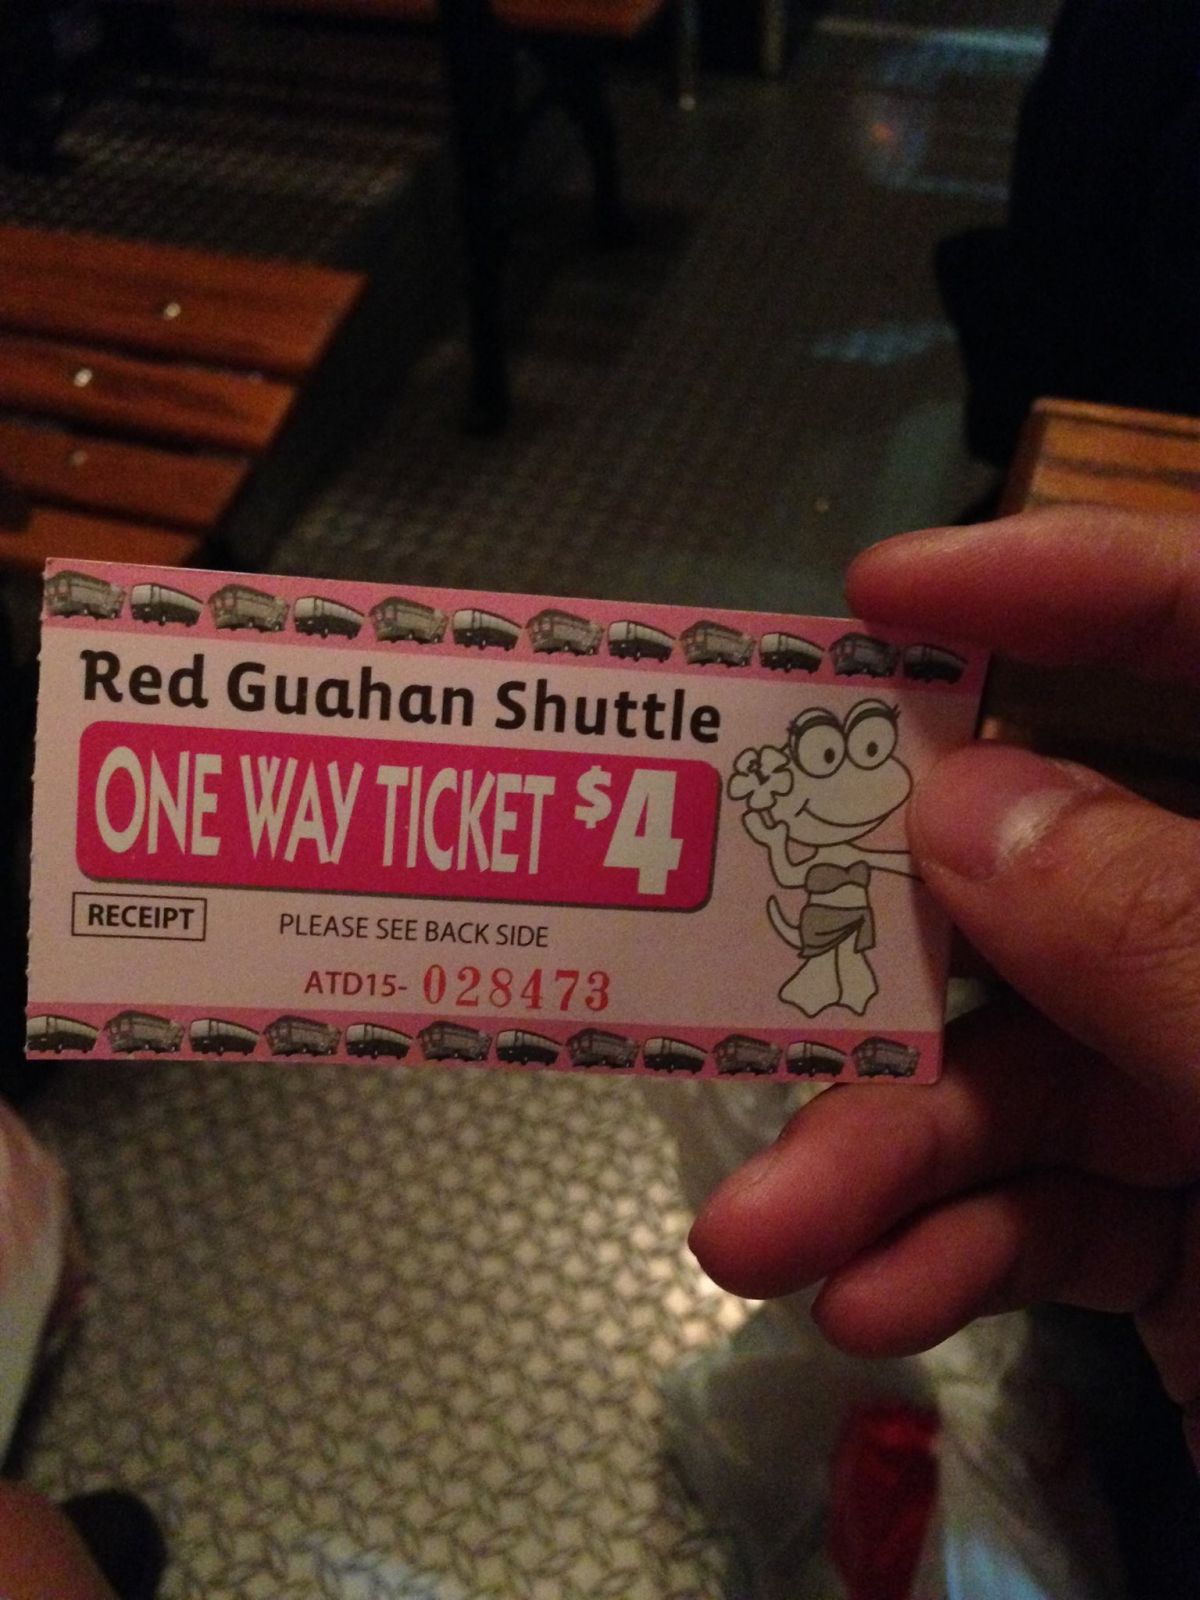 Red Guahan Shuttle
ONE WAY TICKET $4
RECEIPT
PLEASE SEE BACK SIDE
ATD15- 028473